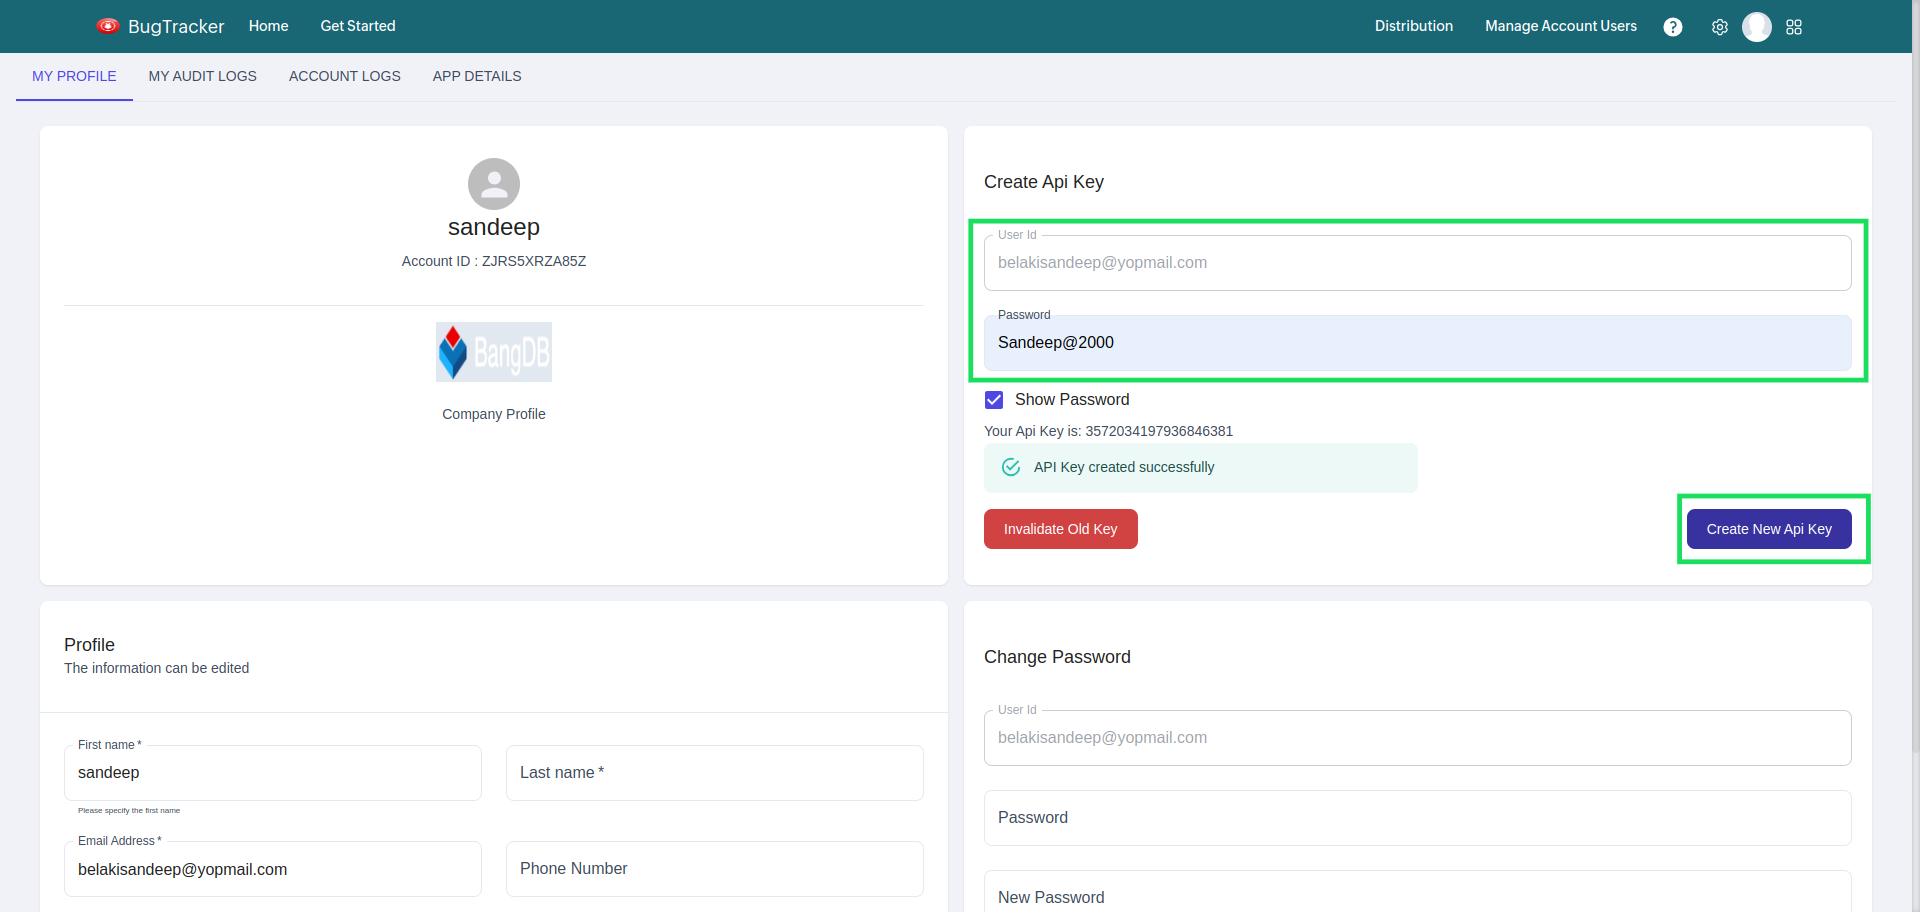 BugTracker Home Get Started Distribution Manage Account Users ?
MY PROFILE MY AUDIT LOGS ACCOUNT LOGS APP DETAILS
sandeep
Account ID : ZJRS5XRZA85Z
BangDB
Company Profile
Create Api Key
User Id
belakisandeep@yopmail.com
Password
Sandeep@2000
Show Password
Your Api Key is: 3572034197936846381
API Key created successfully
Invalidate Old Key Create New Api Key
Profile
The information can be edited
First name *
sandeep
Last name *
Please specify the first name
Email Address *
belakisandeep@yopmail.com
Phone Number
Change Password
User Id
belakisandeep@yopmail.com
Password
New Password